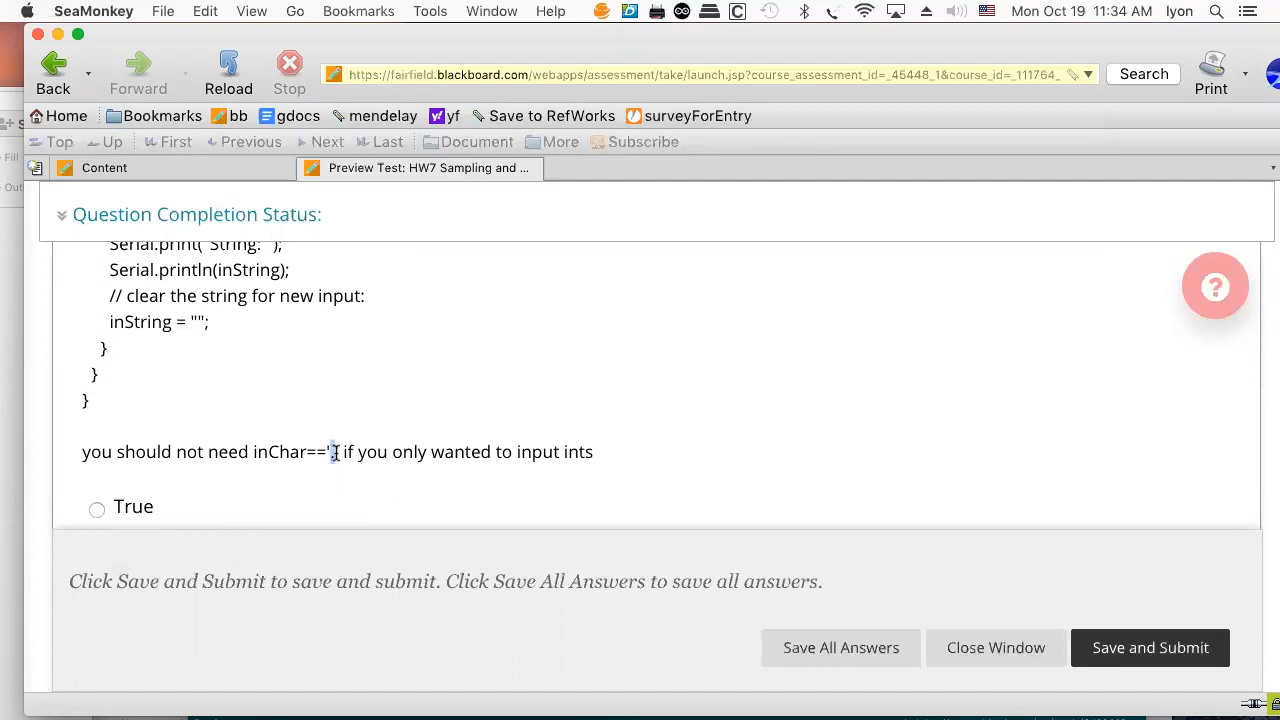 SeaMonkey File Edit View Go Bookmarks Tools Window Help Mon Oct 19 11:34 AM lyon
https://fairfield.blackboard.com/webapps/assessment/take/launch.jsp?course_assessment_id=_45448_1&course_id=_111764_
Search
Back Forward Reload Stop Print
Home Bookmarks bb gdocs mendelay yf Save to RefWorks surveyForEntry
Top Up First Previous Next Last Document More Subscribe
Content Preview Test: HW7 Sampling and ...
Question Completion Status:
Serial.print("String: ");
Serial.println(inString);
// clear the string for new input:
inString = "";
}
}
}
you should not need inChar=='.' if you only wanted to input ints
True
Click Save and Submit to save and submit. Click Save All Answers to save all answers.
Save All Answers Close Window Save and Submit